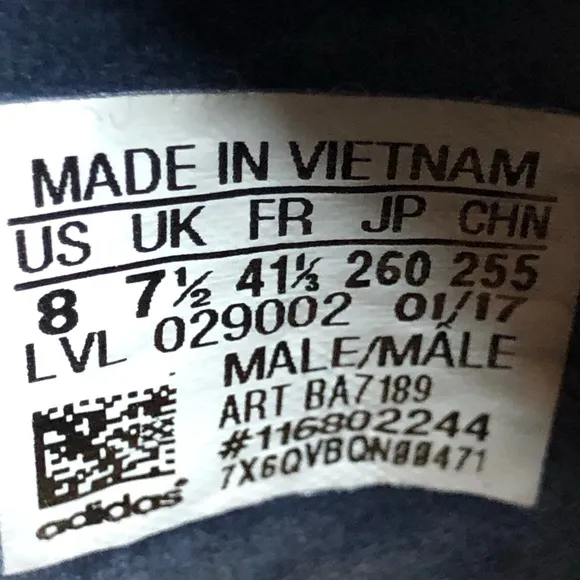 MADE IN VIETNAM
US UK FR JP CHN
8 7½ 41⅓ 260 255
LVL 029002 01/17
MALE/MÂLE
ART BA7189
#116802244
adidas